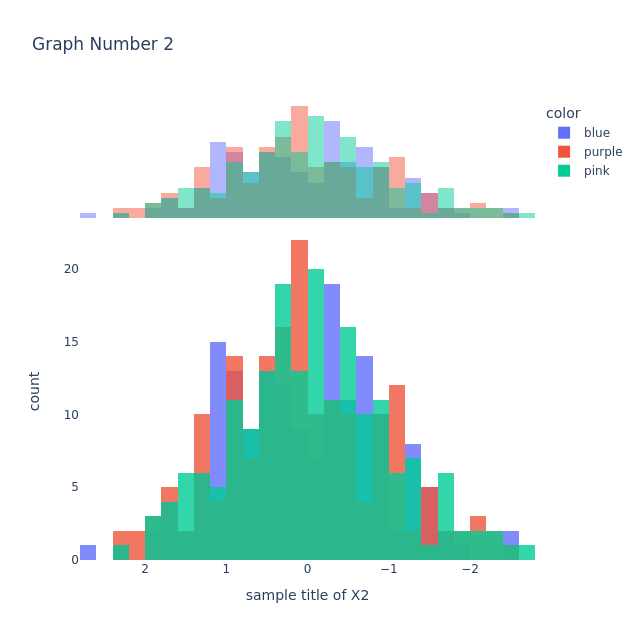 Graph Number 2
color
blue
purple
pink
20
15
10
5
0
count
2
1
0
−1
−2
sample title of X2